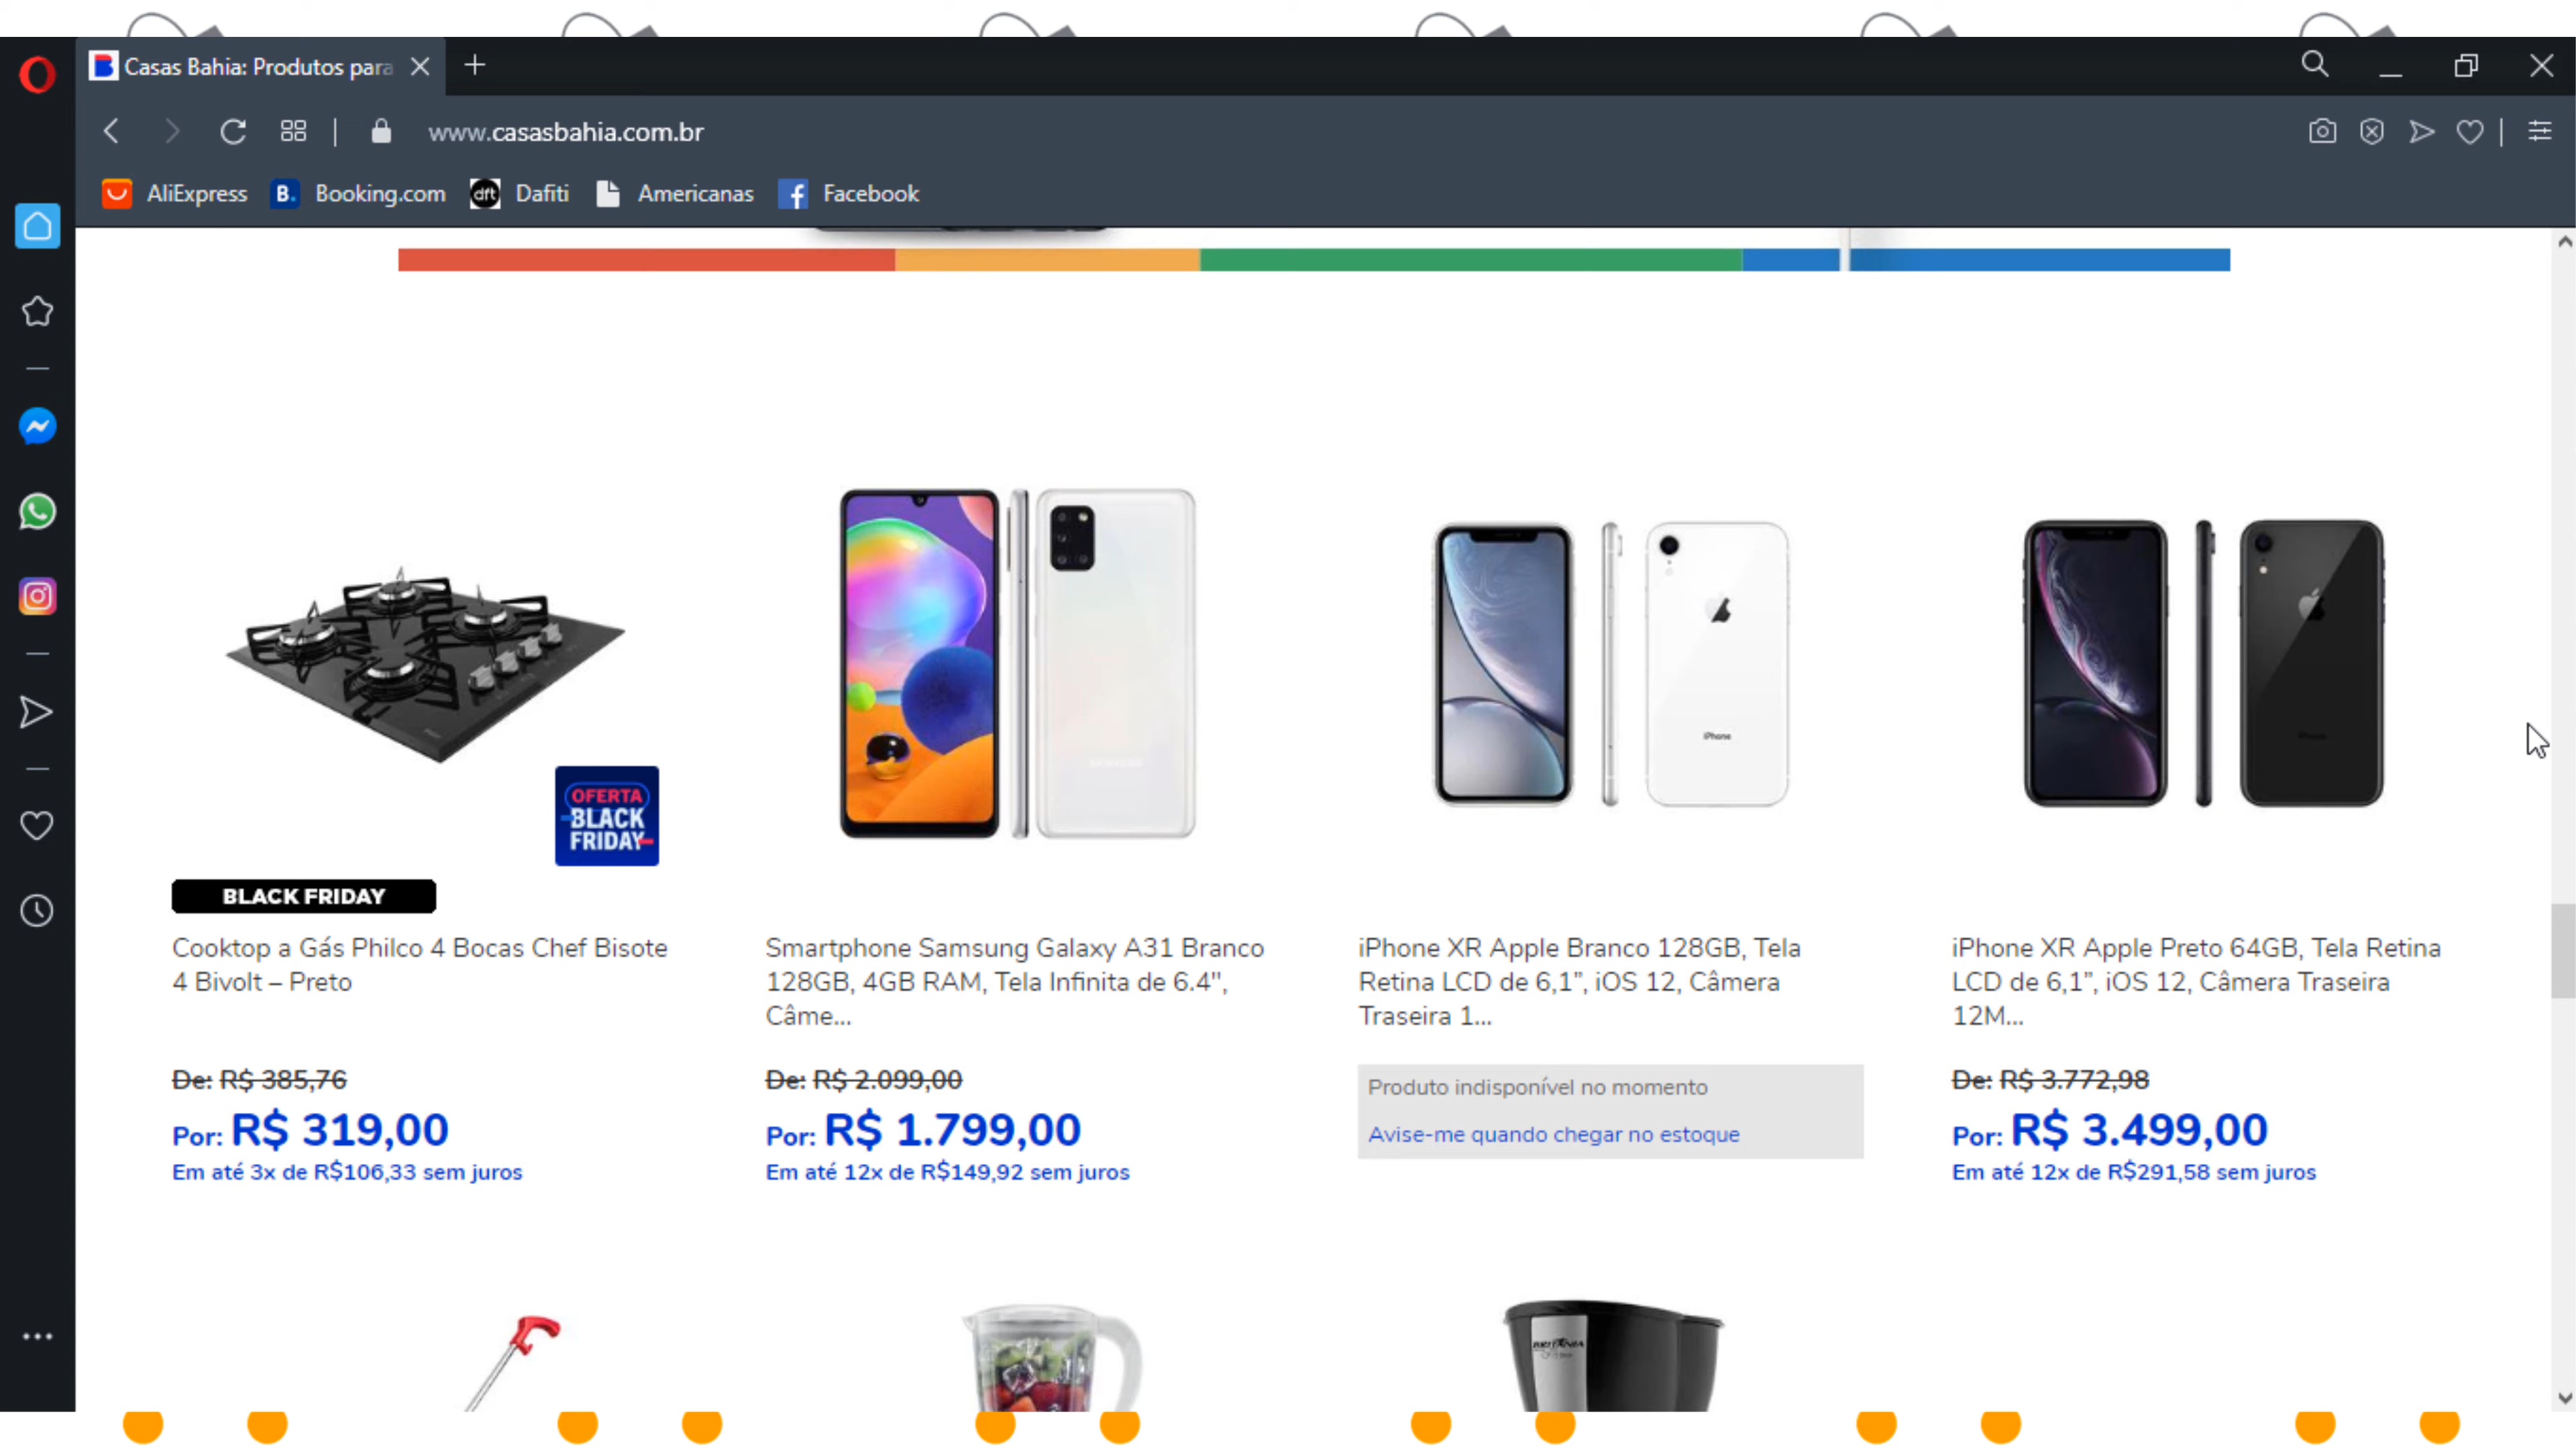 Casas Bahia: Produtos para
www.casasbahia.com.br
AliExpress
B. Booking.com
dft Dafiti
Americanas
Facebook
iPhone
OFERTA
BLACK
FRIDAY
BLACK FRIDAY
Cooktop a Gás Philco 4 Bocas Chef Bisote
4 Bivolt – Preto
De: R$ 385,76
Por: R$ 319,00
Em até 3x de R$106,33 sem juros
Smartphone Samsung Galaxy A31 Branco
128GB, 4GB RAM, Tela Infinita de 6.4",
Câme...
De: R$ 2.099,00
Por: R$ 1.799,00
Em até 12x de R$149,92 sem juros
iPhone XR Apple Branco 128GB, Tela
Retina LCD de 6,1”, iOS 12, Câmera
Traseira 1...
Produto indisponível no momento
Avise-me quando chegar no estoque
iPhone XR Apple Preto 64GB, Tela Retina
LCD de 6,1”, iOS 12, Câmera Traseira
12M...
De: R$ 3.772,98
Por: R$ 3.499,00
Em até 12x de R$291,58 sem juros
BRITÂNIA